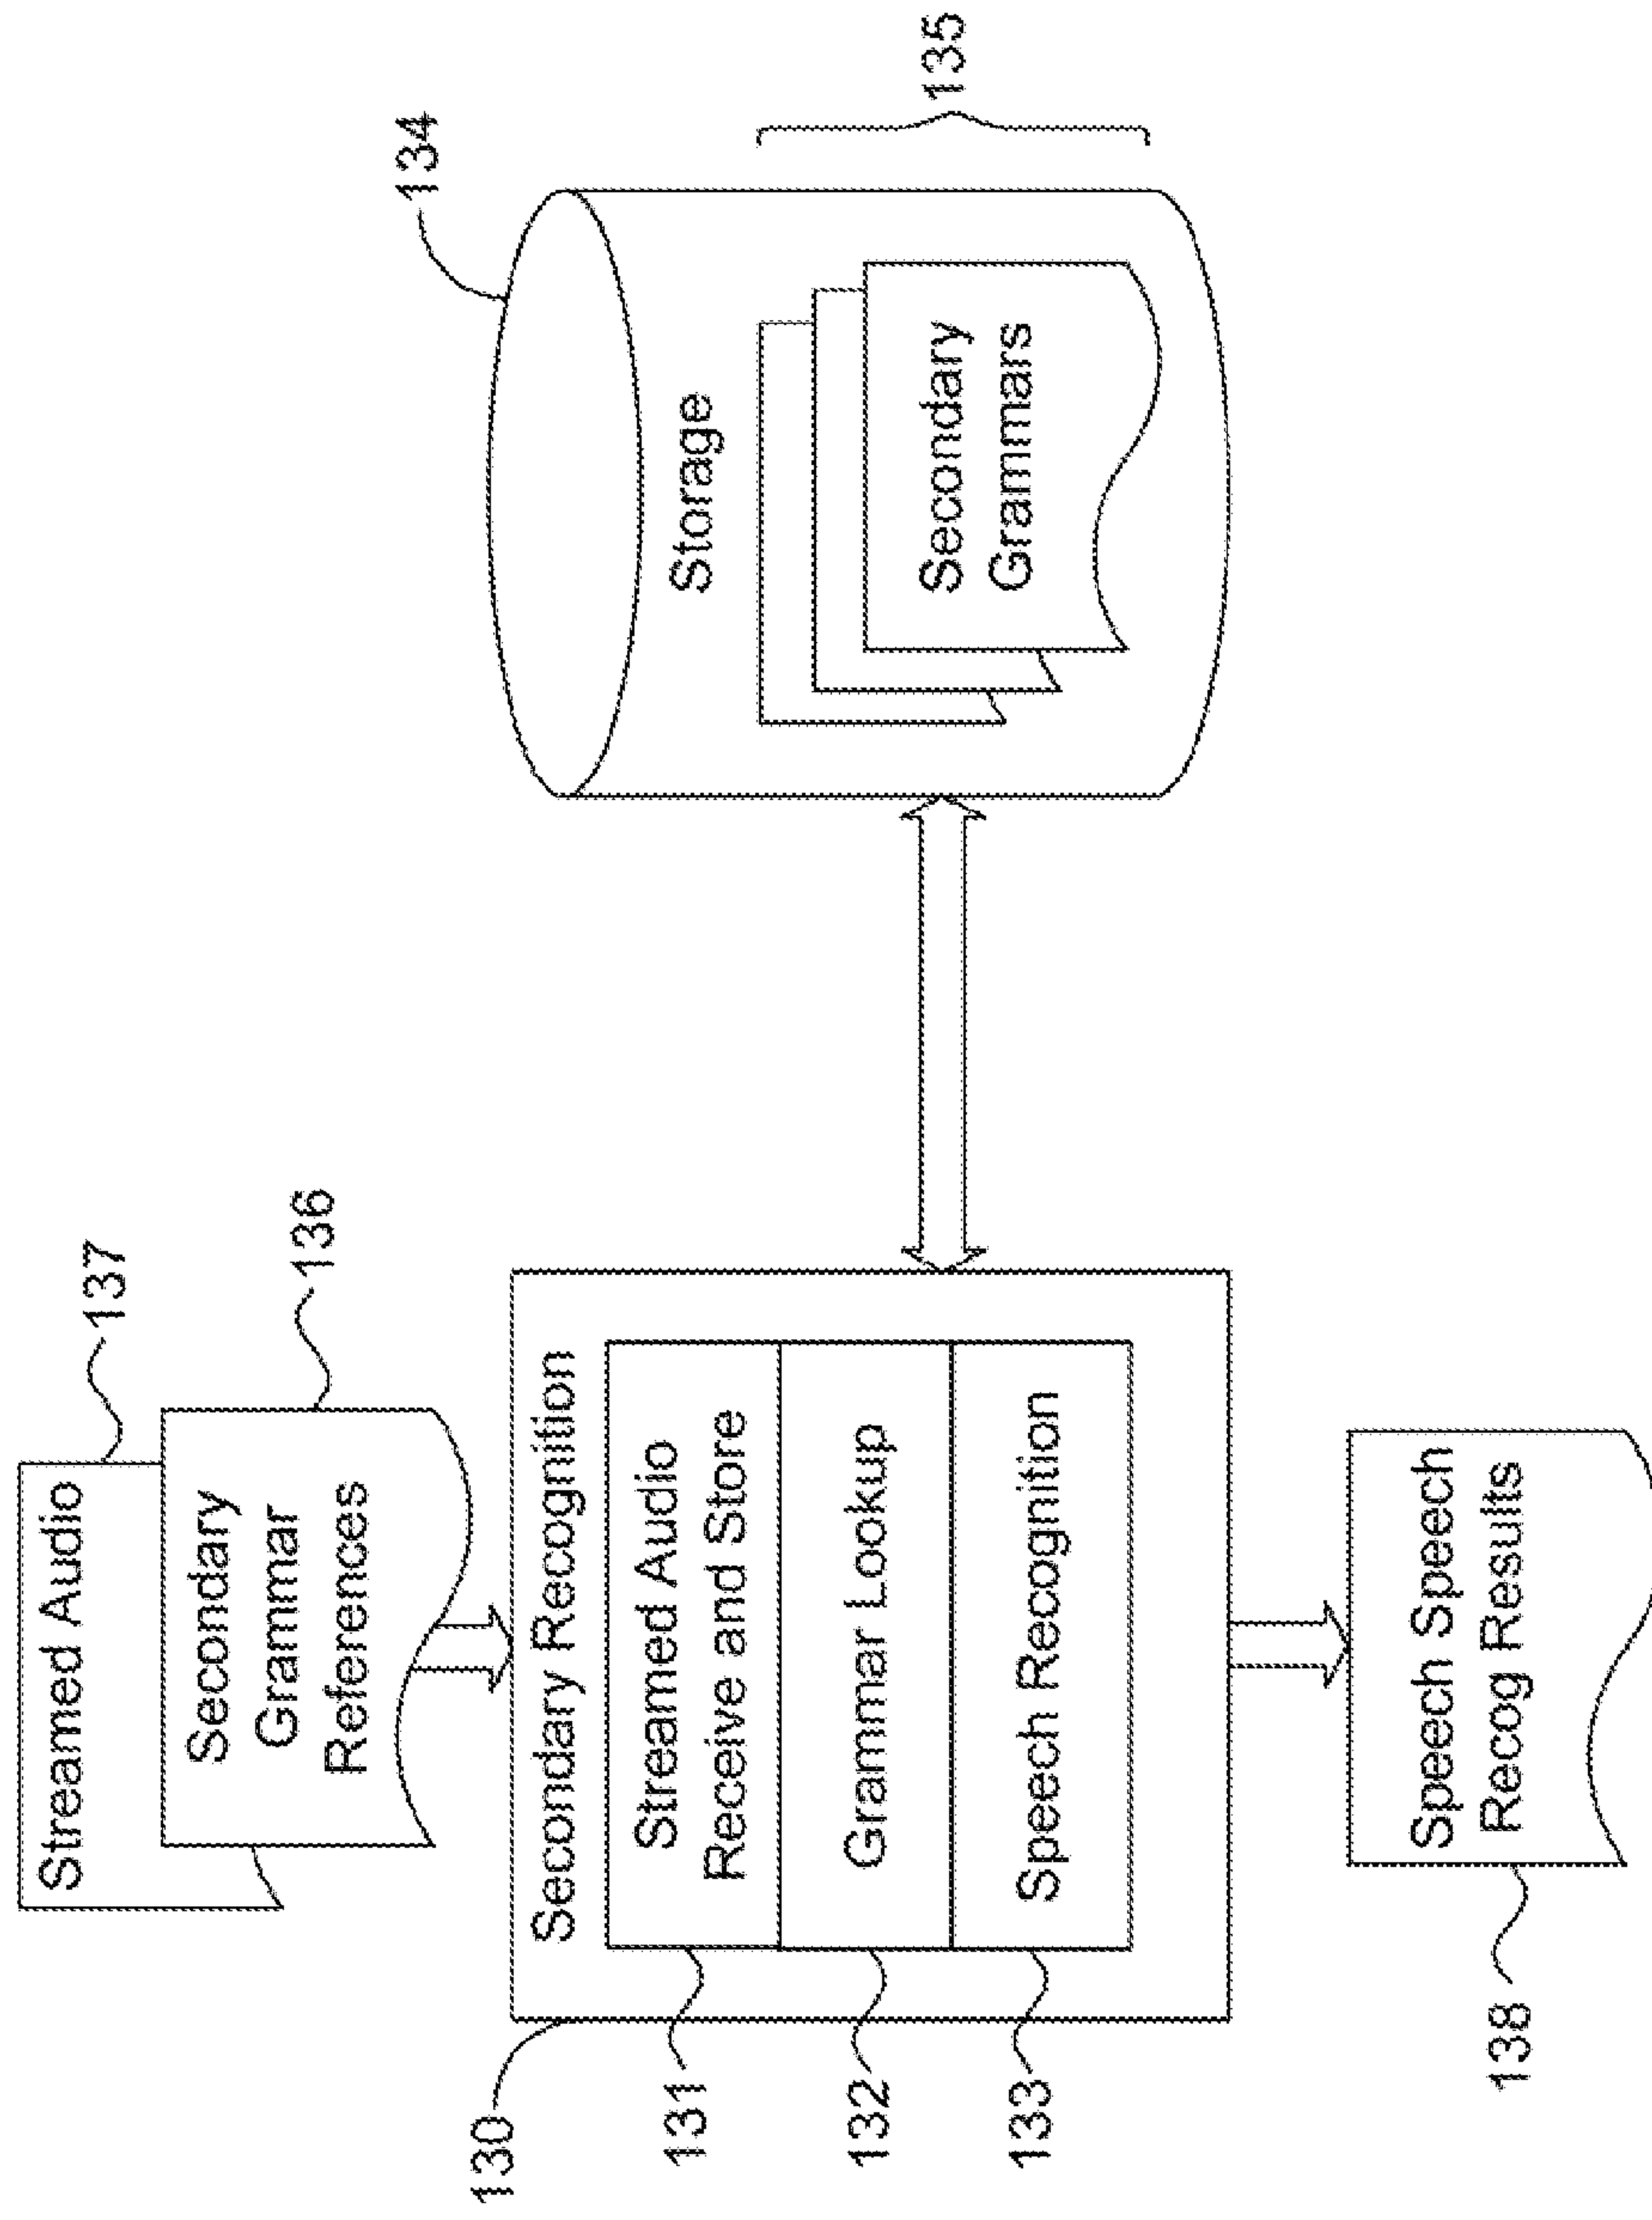 Streamed Audio
137
Secondary
Grammar
References
136
130
Secondary Recognition
131
Streamed Audio
Receive and Store
132
Grammar Lookup
133
Speech Recognition
134
Storage
Secondary
Grammars
135
138
Speech Speech
Recog Results